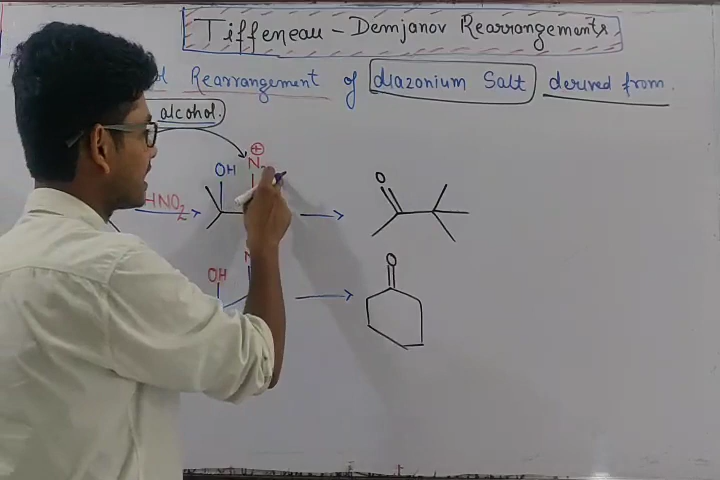 Tiffeneau - Demjanov Rearrangements
Rearrangement of diazonium Salt derived from
alcohol.
OH
HNO2
O
OH
O